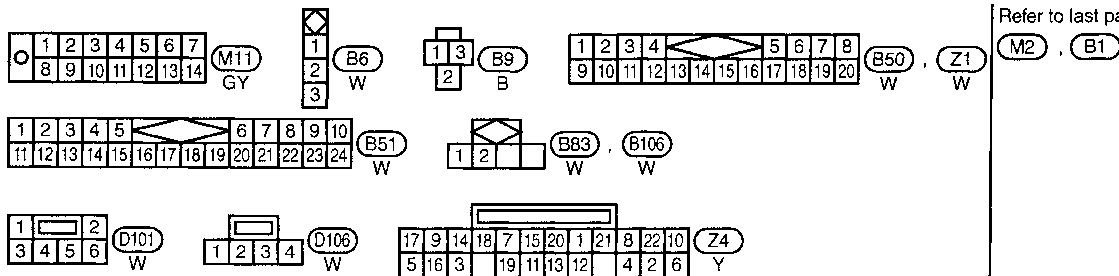 1 2 3 4 5 6 7
8 9 10 11 12 13 14
M11
GY
1
2
3
B6
W
1 3
2
B9
B
1 2 3 4 5 6 7 8
9 10 11 12 13 14 15 16 17 18 19 20
B50 , Z1
W W
Refer to last pa
M2 , B1
1 2 3 4 5 6 7 8 9 10
11 12 13 14 15 16 17 18 19 20 21 22 23 24
B51
W
1 2
B83 , B106
W W
1 2
3 4 5 6
D101
W
1 2 3 4
D106
W
17 9 14 18 7 15 20 1 21 8 22 10
5 16 3 19 11 13 12 4 2 6
Z4
Y